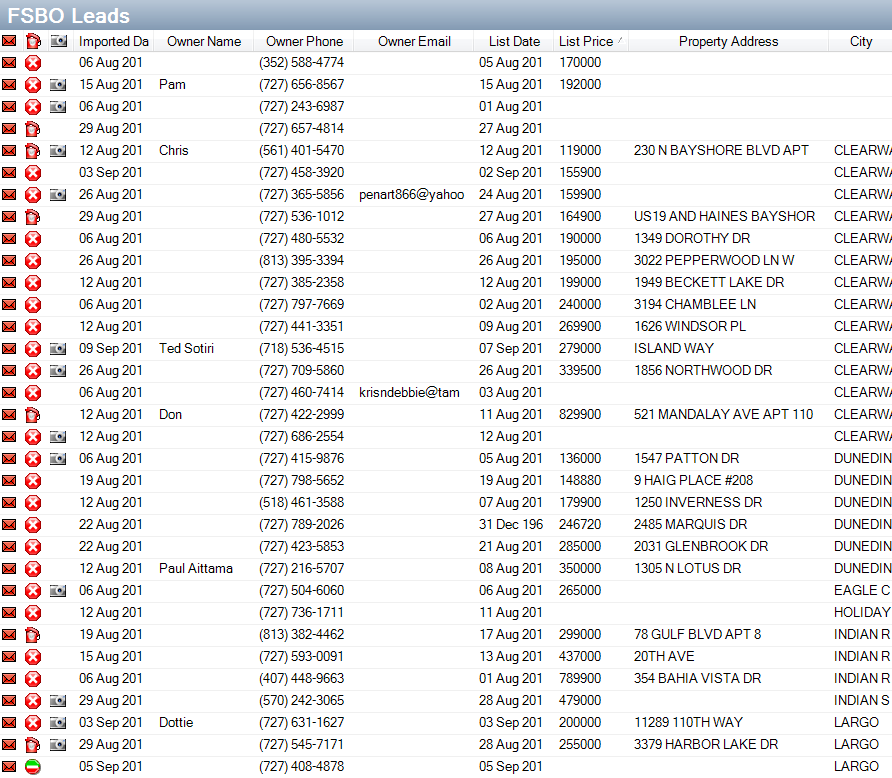 FSBO Leads
Imported Da Owner Name Owner Phone Owner Email List Date List Price Property Address City
06 Aug 201 (352) 588-4774 05 Aug 201 170000
15 Aug 201 Pam (727) 656-8567 15 Aug 201 192000
06 Aug 201 (727) 243-6987 01 Aug 201
29 Aug 201 (727) 657-4814 27 Aug 201
12 Aug 201 Chris (561) 401-5470 12 Aug 201 119000 230 N BAYSHORE BLVD APT CLEARWA
03 Sep 201 (727) 458-3920 02 Sep 201 155900 CLEARWA
26 Aug 201 (727) 365-5856 penart866@yahoo 24 Aug 201 159900 CLEARWA
29 Aug 201 (727) 536-1012 27 Aug 201 164900 US19 AND HAINES BAYSHOR CLEARWA
06 Aug 201 (727) 480-5532 06 Aug 201 190000 1349 DOROTHY DR CLEARWA
26 Aug 201 (813) 395-3394 26 Aug 201 195000 3022 PEPPERWOOD LN W CLEARWA
12 Aug 201 (727) 385-2358 12 Aug 201 199000 1949 BECKETT LAKE DR CLEARWA
06 Aug 201 (727) 797-7669 02 Aug 201 240000 3194 CHAMBLEE LN CLEARWA
12 Aug 201 (727) 441-3351 09 Aug 201 269900 1626 WINDSOR PL CLEARWA
09 Sep 201 Ted Sotiri (718) 536-4515 07 Sep 201 279000 ISLAND WAY CLEARWA
26 Aug 201 (727) 709-5860 26 Aug 201 339500 1856 NORTHWOOD DR CLEARWA
06 Aug 201 (727) 460-7414 krisndebbie@tam 03 Aug 201 CLEARWA
12 Aug 201 Don (727) 422-2999 11 Aug 201 829900 521 MANDALAY AVE APT 110 CLEARWA
12 Aug 201 (727) 686-2554 12 Aug 201 CLEARWA
06 Aug 201 (727) 415-9876 05 Aug 201 136000 1547 PATTON DR DUNEDIN
19 Aug 201 (727) 798-5652 19 Aug 201 148880 9 HAIG PLACE #208 DUNEDIN
12 Aug 201 (518) 461-3588 07 Aug 201 179900 1250 INVERNESS DR DUNEDIN
22 Aug 201 (727) 789-2026 31 Dec 196 246720 2485 MARQUIS DR DUNEDIN
22 Aug 201 (727) 423-5853 21 Aug 201 285000 2031 GLENBROOK DR DUNEDIN
12 Aug 201 Paul Aittama (727) 216-5707 08 Aug 201 350000 1305 N LOTUS DR DUNEDIN
06 Aug 201 (727) 504-6060 06 Aug 201 265000 EAGLE C
12 Aug 201 (727) 736-1711 11 Aug 201 HOLIDAY
19 Aug 201 (813) 382-4462 17 Aug 201 299000 78 GULF BLVD APT 8 INDIAN R
15 Aug 201 (727) 593-0091 13 Aug 201 437000 20TH AVE INDIAN R
06 Aug 201 (407) 448-9663 01 Aug 201 789900 354 BAHIA VISTA DR INDIAN R
29 Aug 201 (570) 242-3065 28 Aug 201 479000 INDIAN S
03 Sep 201 Dottie (727) 631-1627 03 Sep 201 200000 11289 110TH WAY LARGO
29 Aug 201 (727) 545-7171 28 Aug 201 255000 3379 HARBOR LAKE DR LARGO
05 Sep 201 (727) 408-4878 05 Sep 201 LARGO